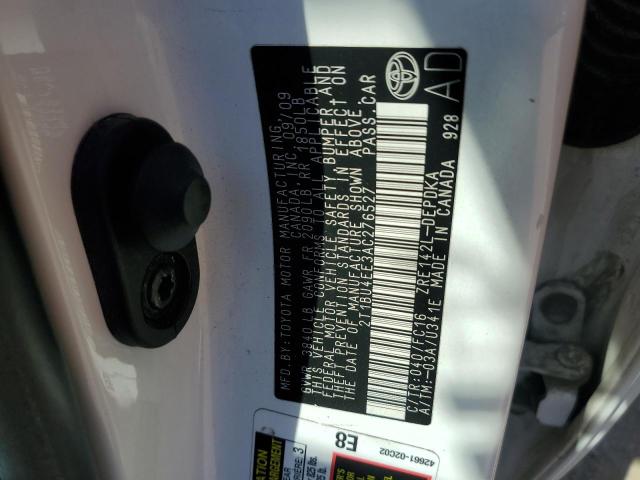 MFD.BY:TOYOTA MOTOR MANUFACTURING
CANADA, INC. 09/09
GVWR 3840 LB GAWR FR 2090 LB RR 1850 LB
THIS VEHICLE CONFORMS TO ALL APPLICABLE
FEDERAL MOTOR VEHICLE SAFETY, BUMPER AND
THEFT PREVENTION STANDARDS IN EFFECT ON
THE DATE OF MANUFACTURE SHOWN ABOVE.
PASS.CAR
C/TR:040/FC16 ZRE142L-DEPDKA
A/TM:-03A/U341E MADE IN CANADA 928
AD
E8
42661-02C02